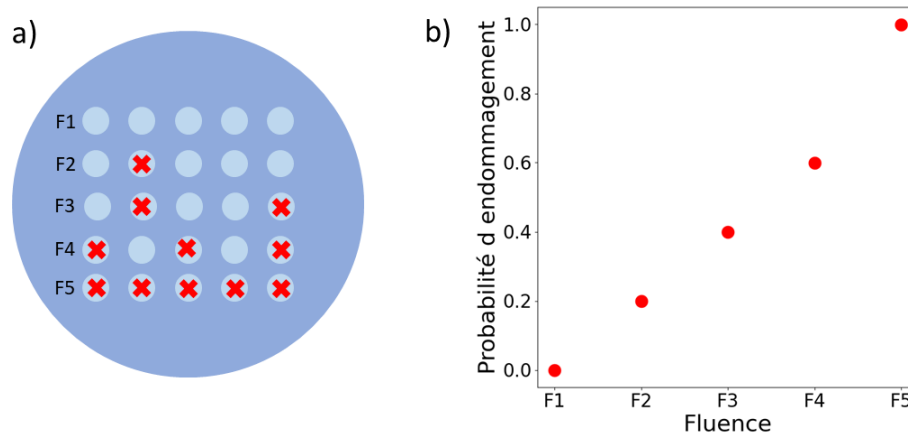 a)
F1
F2
F3
F4
F5
b)
Probabilité d endommagement
1.0
0.8
0.6
0.4
0.2
0.0
F1 F2 F3 F4 F5
Fluence